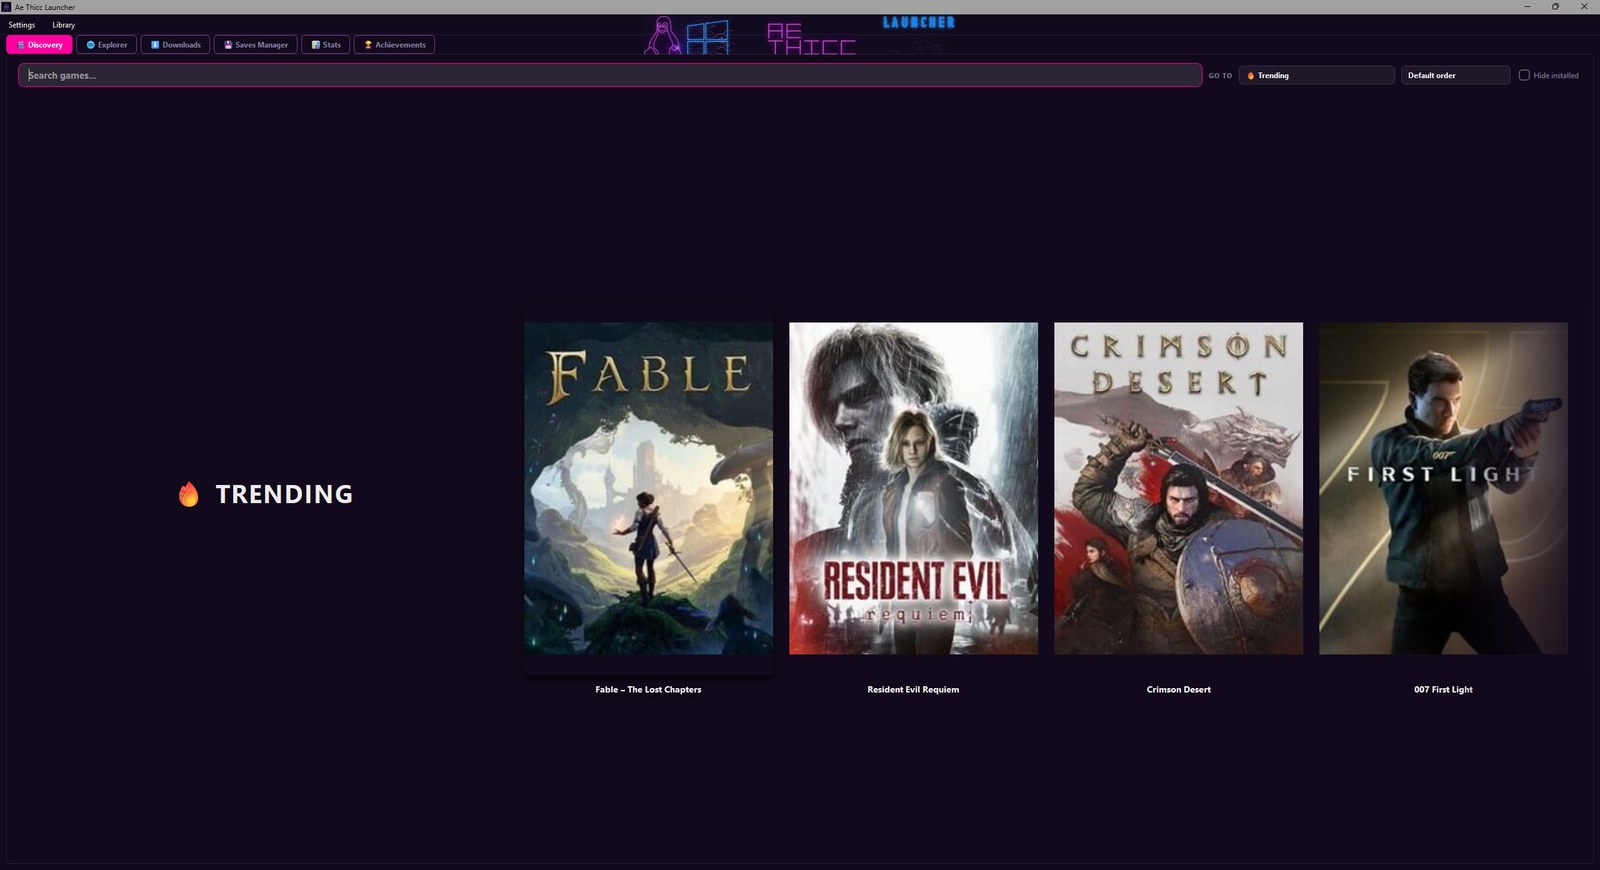 Ae Thicc Launcher
Settings Library
LAUNCHER
AE
THICC
Discovery Explorer Downloads Saves Manager Stats Achievements
Search games... GO TO Trending Default order Hide installed
TRENDING
FABLE
RESIDENT EVIL
requiem
CRIMSON
DESERT
007
FIRST LIGHT
Fable – The Lost Chapters Resident Evil Requiem Crimson Desert 007 First Light